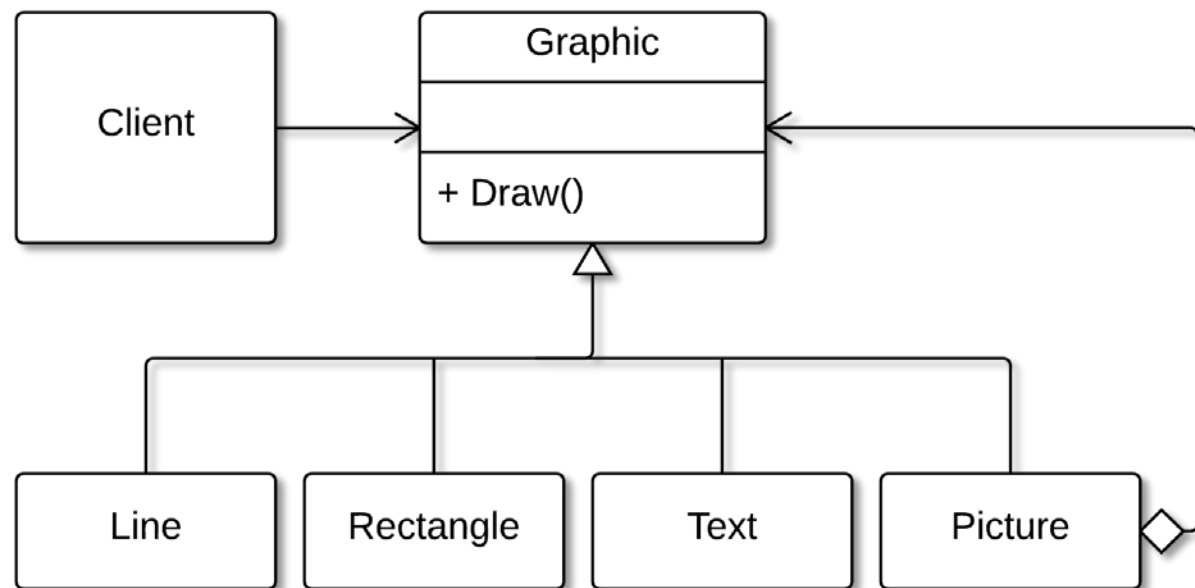 Graphic
Client
+ Draw()
Line
Rectangle
Text
Picture